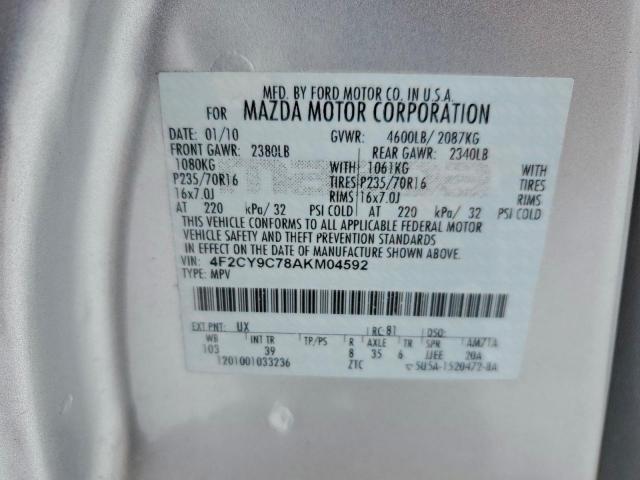 MFD. BY FORD MOTOR CO. IN U.S.A.
FOR MAZDA MOTOR CORPORATION
DATE: 01/10 GVWR: 4600LB/ 2087KG
FRONT GAWR: 2380LB REAR GAWR: 2340LB
1080KG WITH 1061KG WITH
P235/70R16 TIRES P235/70R16 TIRES
16x7.0J RIMS 16x7.0J RIMS
AT 220 kPa/ 32 PSI COLD AT 220 kPa/ 32 PSI COLD
THIS VEHICLE CONFORMS TO ALL APPLICABLE FEDERAL MOTOR
VEHICLE SAFETY AND THEFT PREVENTION STANDARDS
IN EFFECT ON THE DATE OF MANUFACTURE SHOWN ABOVE.
VIN: 4F2CY9C78AKM04592
TYPE: MPV
EXT PNT: UX RC: 81 DSO:
WB INT TR TP/PS R AXLE TR SPR AMZTA
103 39 8 35 6 JJEE 20A
1201001033236 ZTC 5U5A-1520472-BA